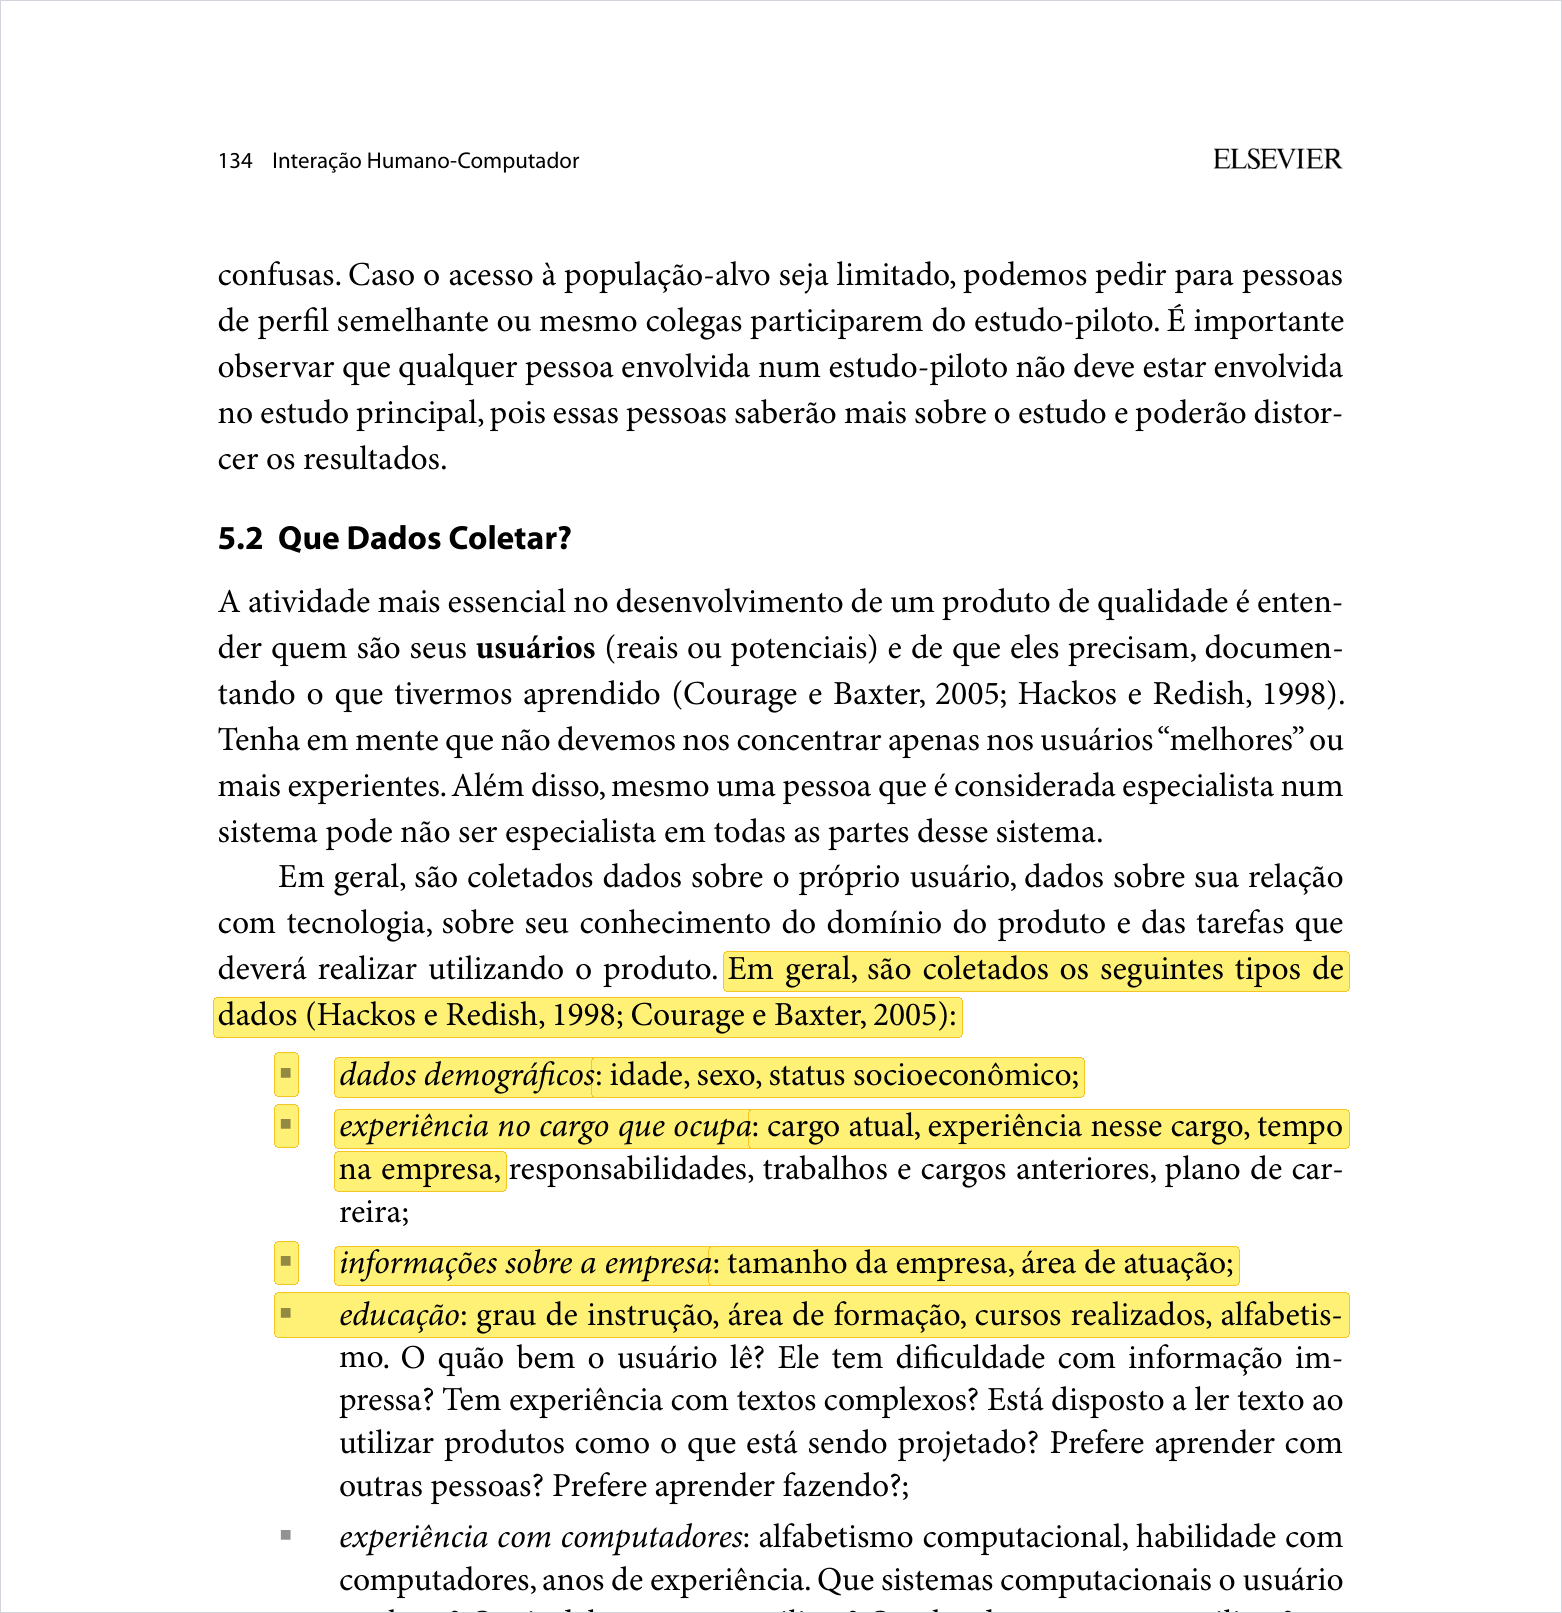 134 Interação Humano-Computador
ELSEVIER
confusas. Caso o acesso à população-alvo seja limitado, podemos pedir para pessoas
de perfil semelhante ou mesmo colegas participarem do estudo-piloto. É importante
observar que qualquer pessoa envolvida num estudo-piloto não deve estar envolvida
no estudo principal, pois essas pessoas saberão mais sobre o estudo e poderão distor-
cer os resultados.
5.2 Que Dados Coletar?
A atividade mais essencial no desenvolvimento de um produto de qualidade é enten-
der quem são seus usuários (reais ou potenciais) e de que eles precisam, documen-
tando o que tivermos aprendido (Courage e Baxter, 2005; Hackos e Redish, 1998).
Tenha em mente que não devemos nos concentrar apenas nos usuários “melhores” ou
mais experientes. Além disso, mesmo uma pessoa que é considerada especialista num
sistema pode não ser especialista em todas as partes desse sistema.
Em geral, são coletados dados sobre o próprio usuário, dados sobre sua relação
com tecnologia, sobre seu conhecimento do domínio do produto e das tarefas que
deverá realizar utilizando o produto. Em geral, são coletados os seguintes tipos de
dados (Hackos e Redish, 1998; Courage e Baxter, 2005):
■ dados demográficos: idade, sexo, status socioeconômico;
■ experiência no cargo que ocupa: cargo atual, experiência nesse cargo, tempo
na empresa, responsabilidades, trabalhos e cargos anteriores, plano de car-
reira;
■ informações sobre a empresa: tamanho da empresa, área de atuação;
■ educação: grau de instrução, área de formação, cursos realizados, alfabetis-
mo. O quão bem o usuário lê? Ele tem dificuldade com informação im-
pressa? Tem experiência com textos complexos? Está disposto a ler texto ao
utilizar produtos como o que está sendo projetado? Prefere aprender com
outras pessoas? Prefere aprender fazendo?;
■ experiência com computadores: alfabetismo computacional, habilidade com
computadores, anos de experiência. Que sistemas computacionais o usuário